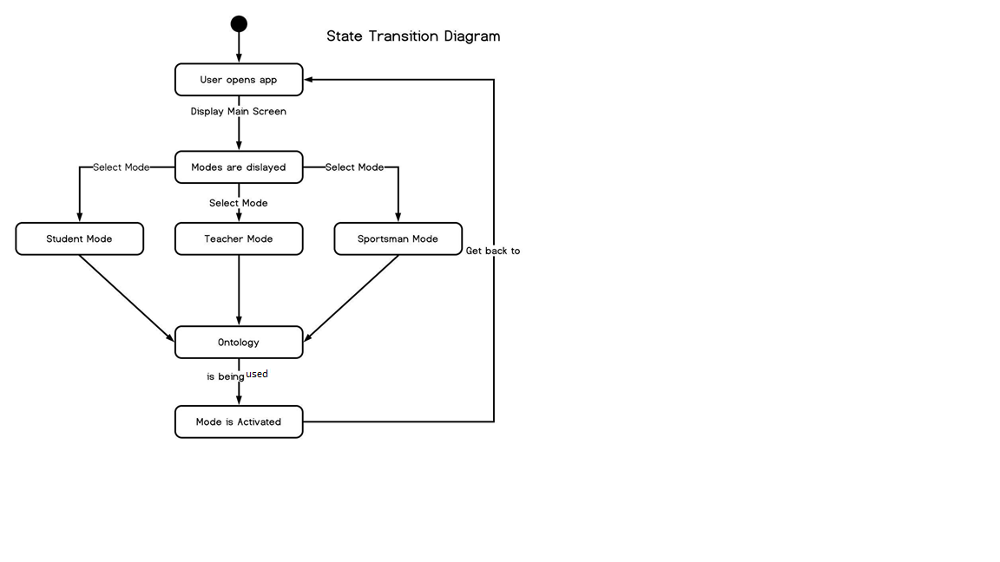 State Transition Diagram
User opens app
Display Main Screen
Select Mode
Modes are dislayed
Select Mode
Select Mode
Student Mode
Teacher Mode
Sportsman Mode
Get back to
Ontology
is being used
Mode is Activated